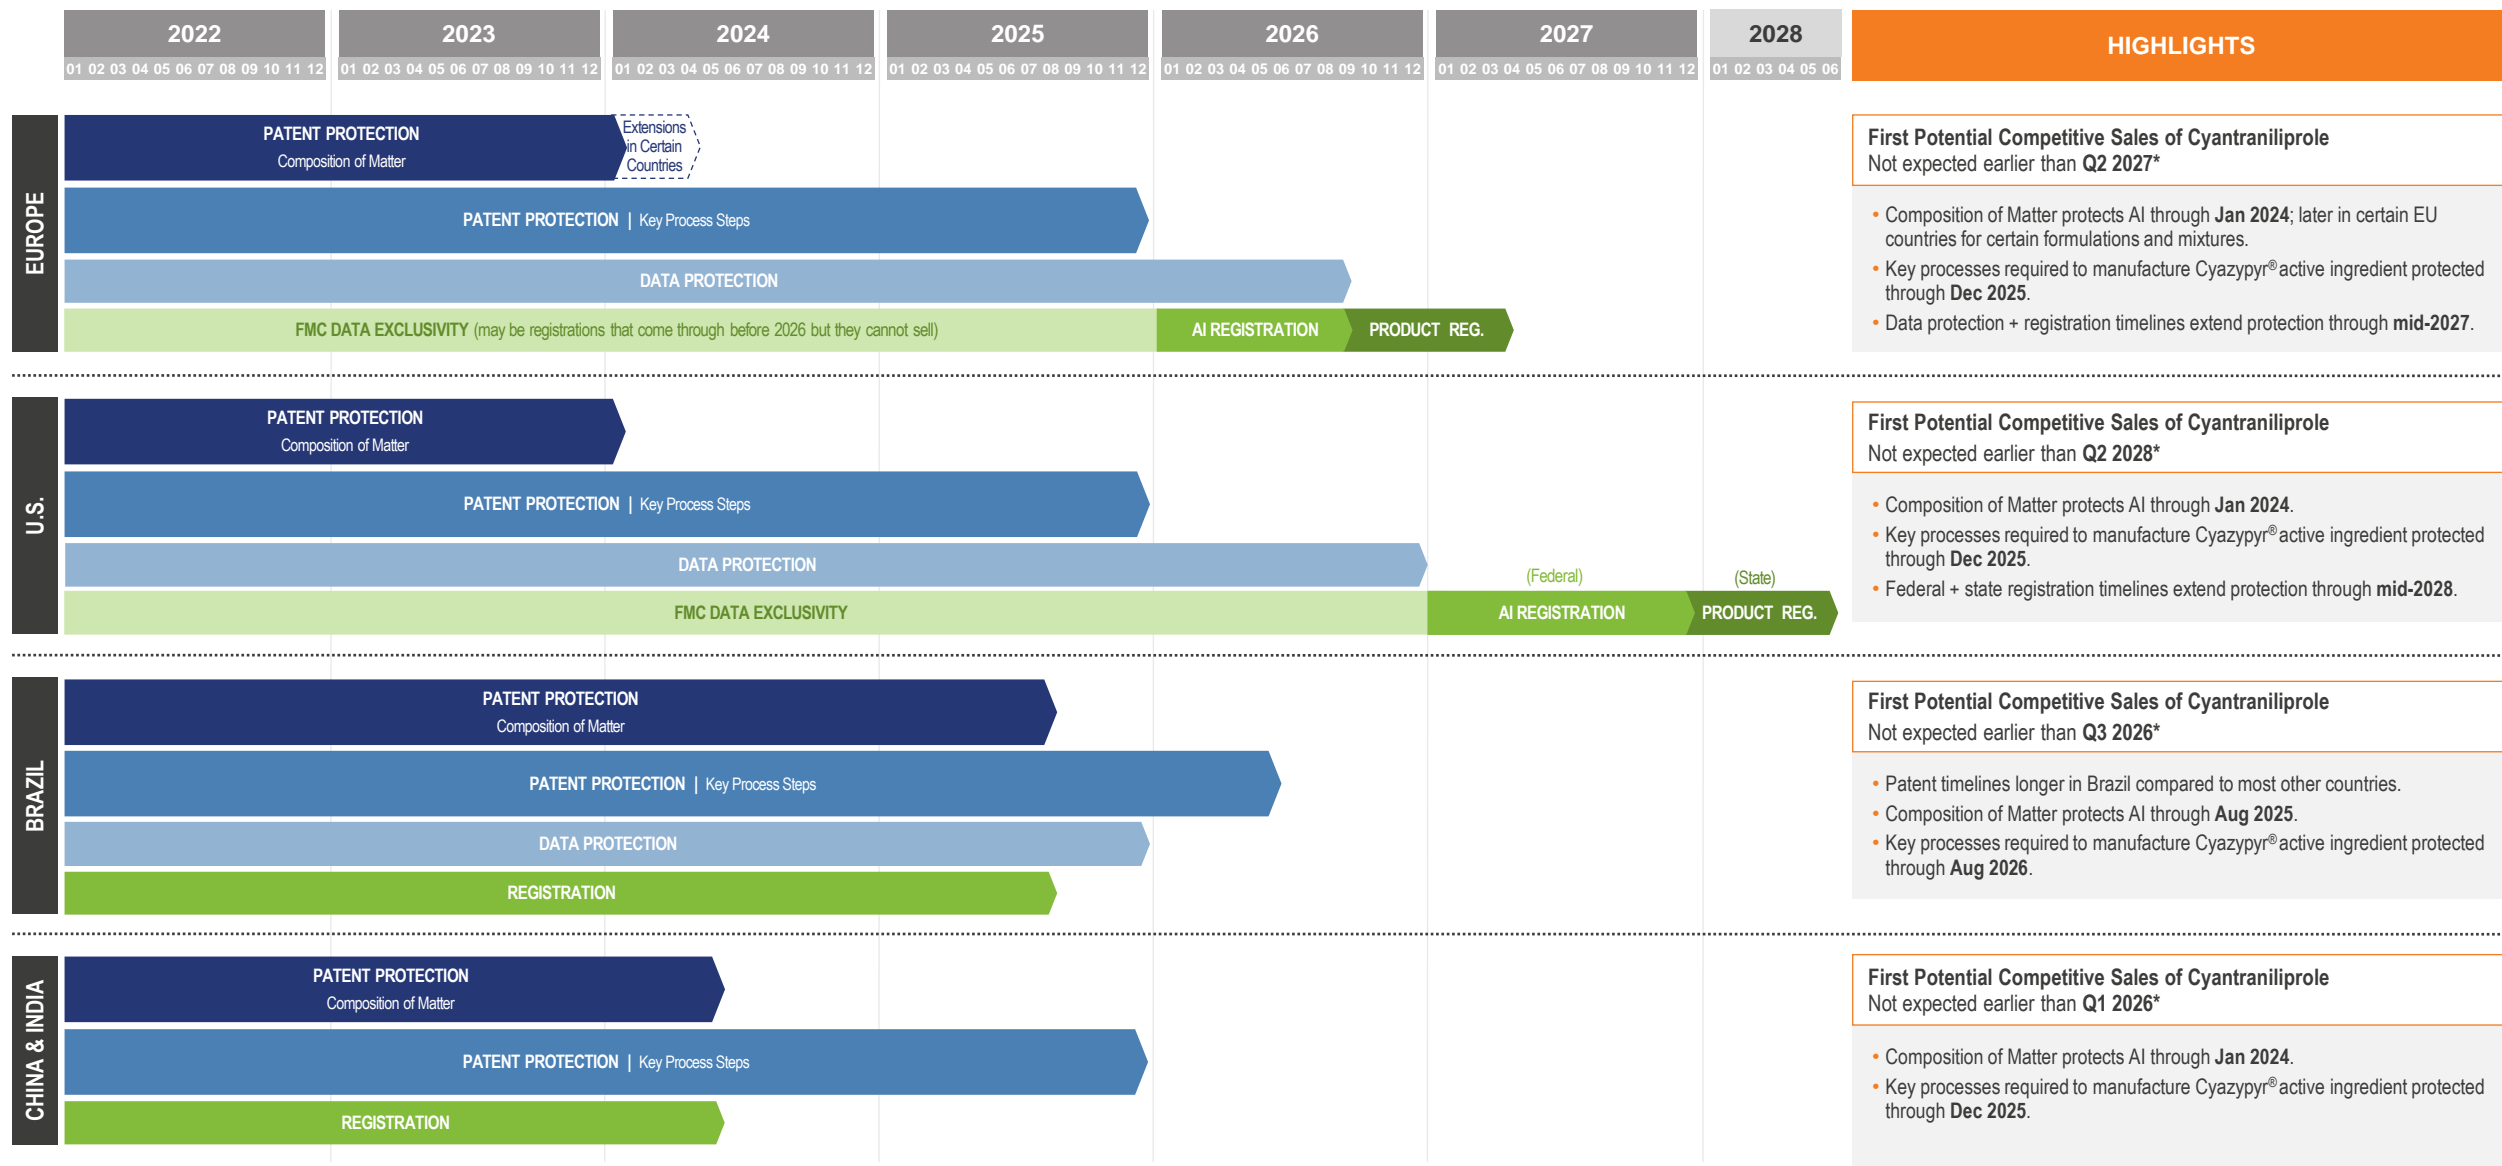 2022 2023 2024 2025 2026 2027 2028 HIGHLIGHTS
01 02 03 04 05 06 07 08 09 10 11 12 01 02 03 04 05 06 07 08 09 10 11 12 01 02 03 04 05 06 07 08 09 10 11 12 01 02 03 04 05 06 07 08 09 10 11 12 01 02 03 04 05 06 07 08 09 10 11 12 01 02 03 04 05 06 07 08 09 10 11 12 01 02 03 04 05 06
EUROPE
PATENT PROTECTION
Composition of Matter
Extensions
in Certain
Countries
PATENT PROTECTION | Key Process Steps
DATA PROTECTION
FMC DATA EXCLUSIVITY (may be registrations that come through before 2026 but they cannot sell) AI REGISTRATION PRODUCT REG.
First Potential Competitive Sales of Cyantraniliprole
Not expected earlier than Q2 2027*
• Composition of Matter protects AI through Jan 2024; later in certain EU
countries for certain formulations and mixtures.
• Key processes required to manufacture Cyazypyr® active ingredient protected
through Dec 2025.
• Data protection + registration timelines extend protection through mid-2027.
U.S.
PATENT PROTECTION
Composition of Matter
PATENT PROTECTION | Key Process Steps
DATA PROTECTION
(Federal) (State)
FMC DATA EXCLUSIVITY AI REGISTRATION PRODUCT REG.
First Potential Competitive Sales of Cyantraniliprole
Not expected earlier than Q2 2028*
• Composition of Matter protects AI through Jan 2024.
• Key processes required to manufacture Cyazypyr® active ingredient protected
through Dec 2025.
• Federal + state registration timelines extend protection through mid-2028.
BRAZIL
PATENT PROTECTION
Composition of Matter
PATENT PROTECTION | Key Process Steps
DATA PROTECTION
REGISTRATION
First Potential Competitive Sales of Cyantraniliprole
Not expected earlier than Q3 2026*
• Patent timelines longer in Brazil compared to most other countries.
• Composition of Matter protects AI through Aug 2025.
• Key processes required to manufacture Cyazypyr® active ingredient protected
through Aug 2026.
CHINA & INDIA
PATENT PROTECTION
Composition of Matter
PATENT PROTECTION | Key Process Steps
REGISTRATION
First Potential Competitive Sales of Cyantraniliprole
Not expected earlier than Q1 2026*
• Composition of Matter protects AI through Jan 2024.
• Key processes required to manufacture Cyazypyr® active ingredient protected
through Dec 2025.